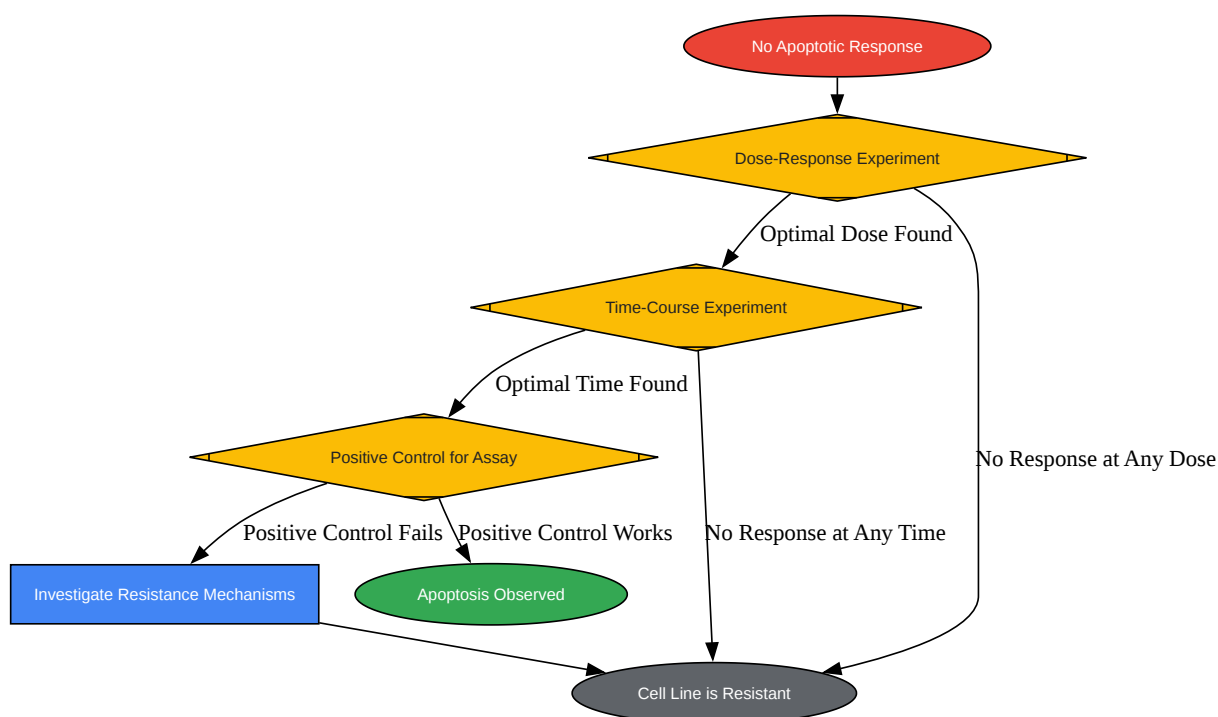 No Apoptotic Response
Dose-Response Experiment
Optimal Dose Found
Time-Course Experiment
Optimal Time Found
Positive Control for Assay
No Response at Any Dose
Positive Control Fails
Positive Control Works
No Response at Any Time
Investigate Resistance Mechanisms
Apoptosis Observed
Cell Line is Resistant